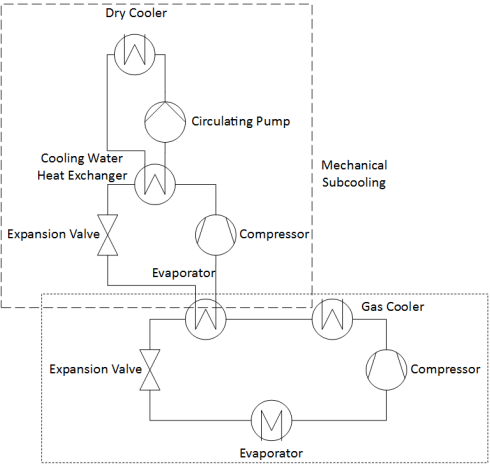 Dry Cooler
Circulating Pump
Cooling Water
Heat Exchanger
Mechanical
Subcooling
Expansion Valve
Compressor
Evaporator
Gas Cooler
Expansion Valve
Compressor
Evaporator